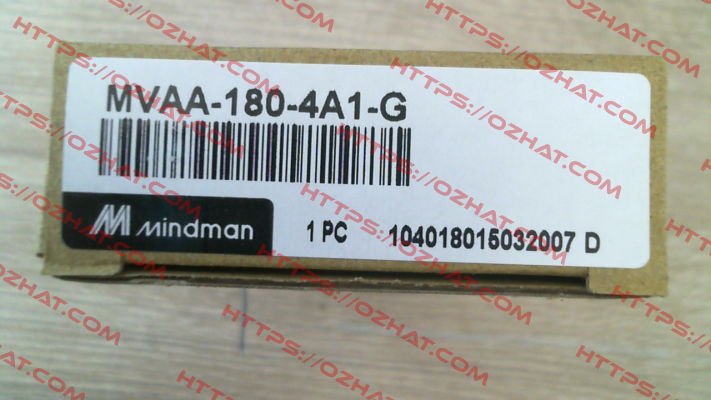 MVAA-180-4A1-G
Mindman
1 PC 104018015032007 D
HTTPS://OZHAT.COM